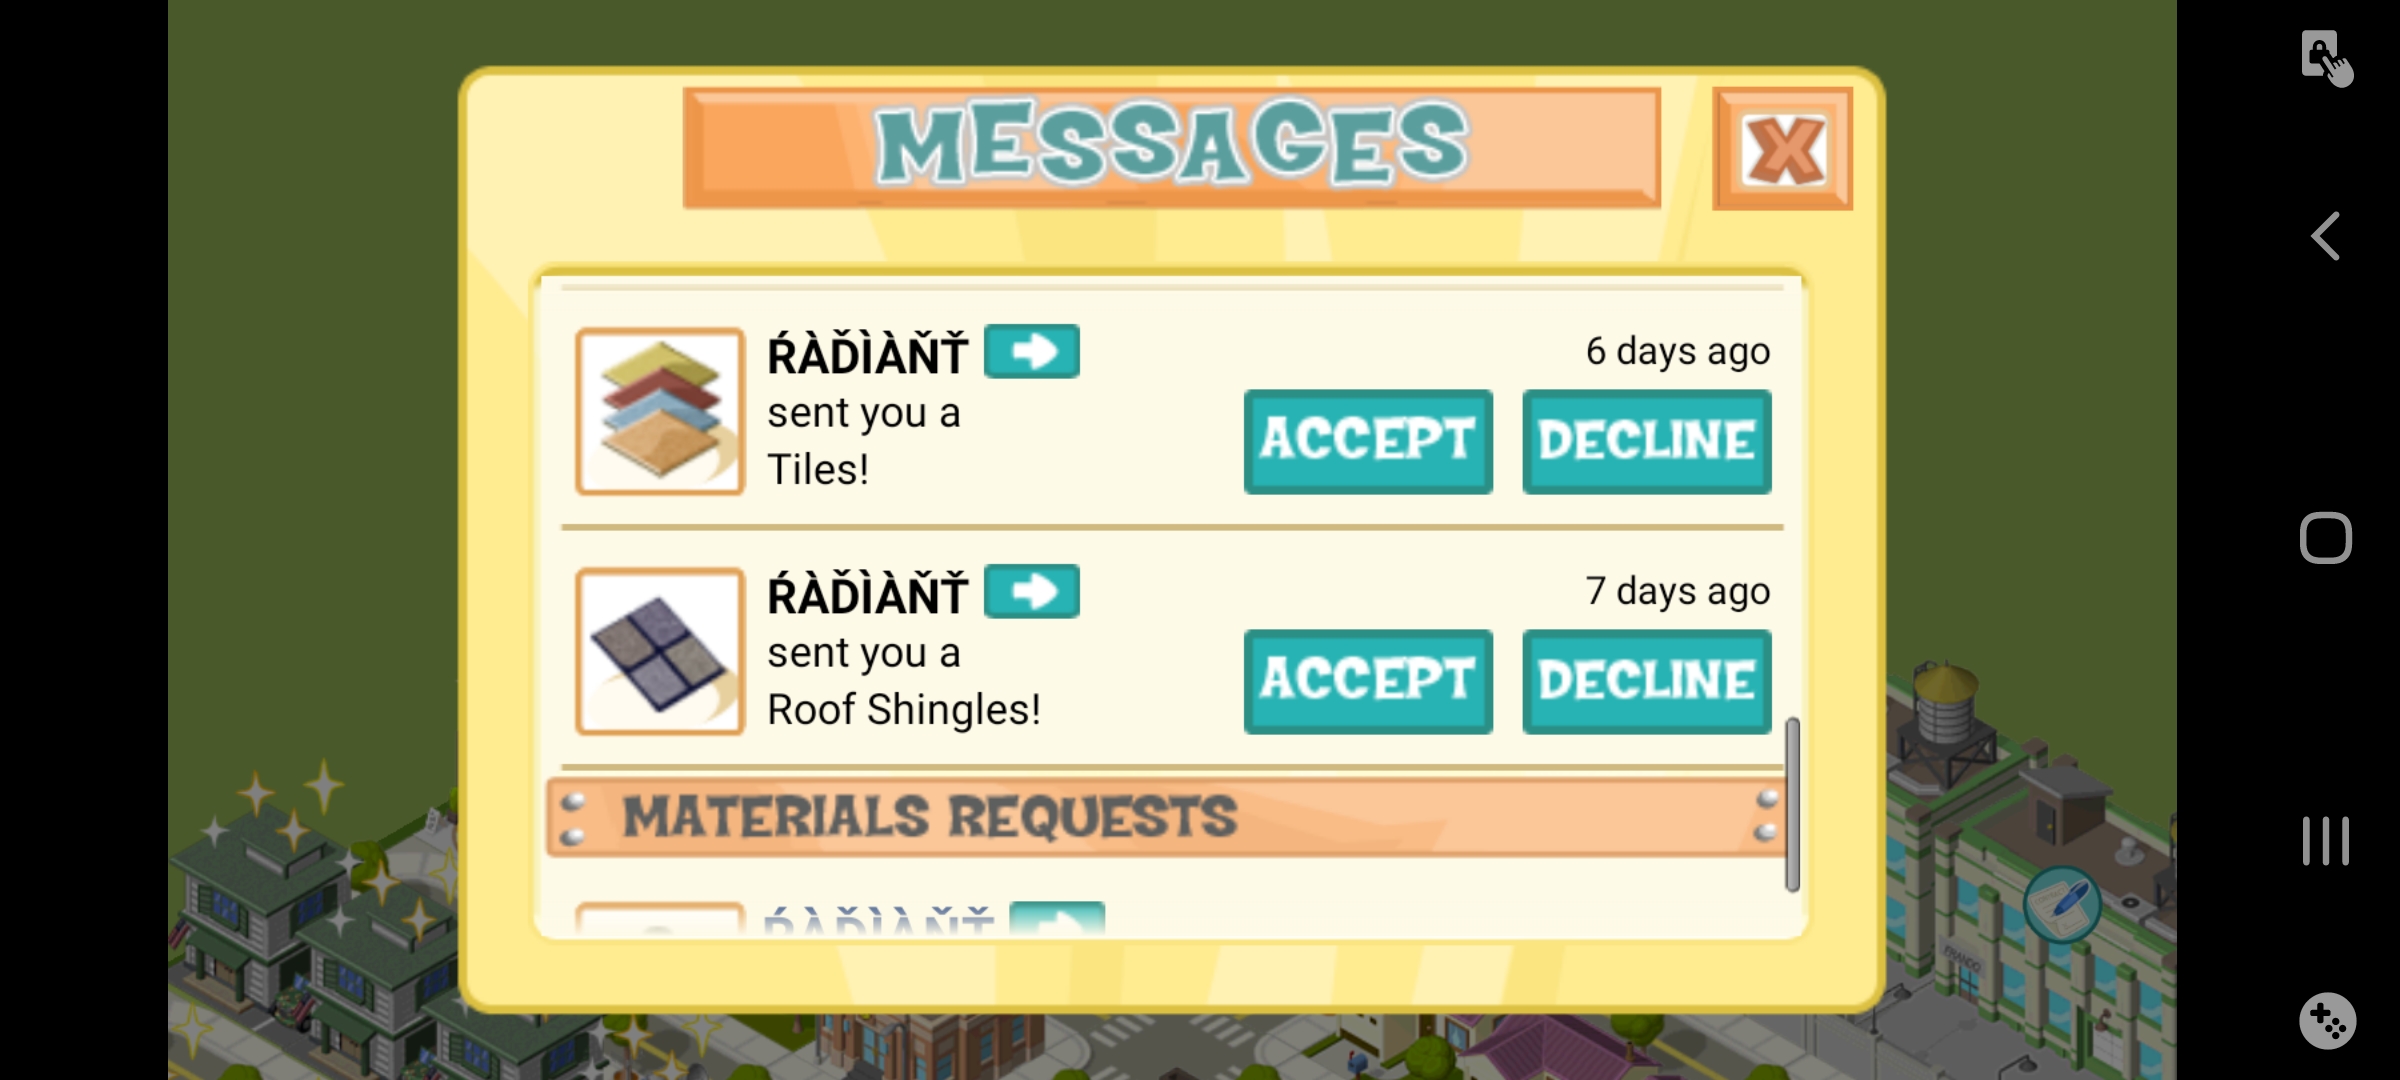 MESSAGES
ŔÀĎÌÀŇŤ
6 days ago
sent you a
Tiles!
ACCEPT
DECLINE
ŔÀĎÌÀŇŤ
7 days ago
sent you a
Roof Shingles!
ACCEPT
DECLINE
MATERIALS REQUESTS
ŔÀĎÌÀŇŤ